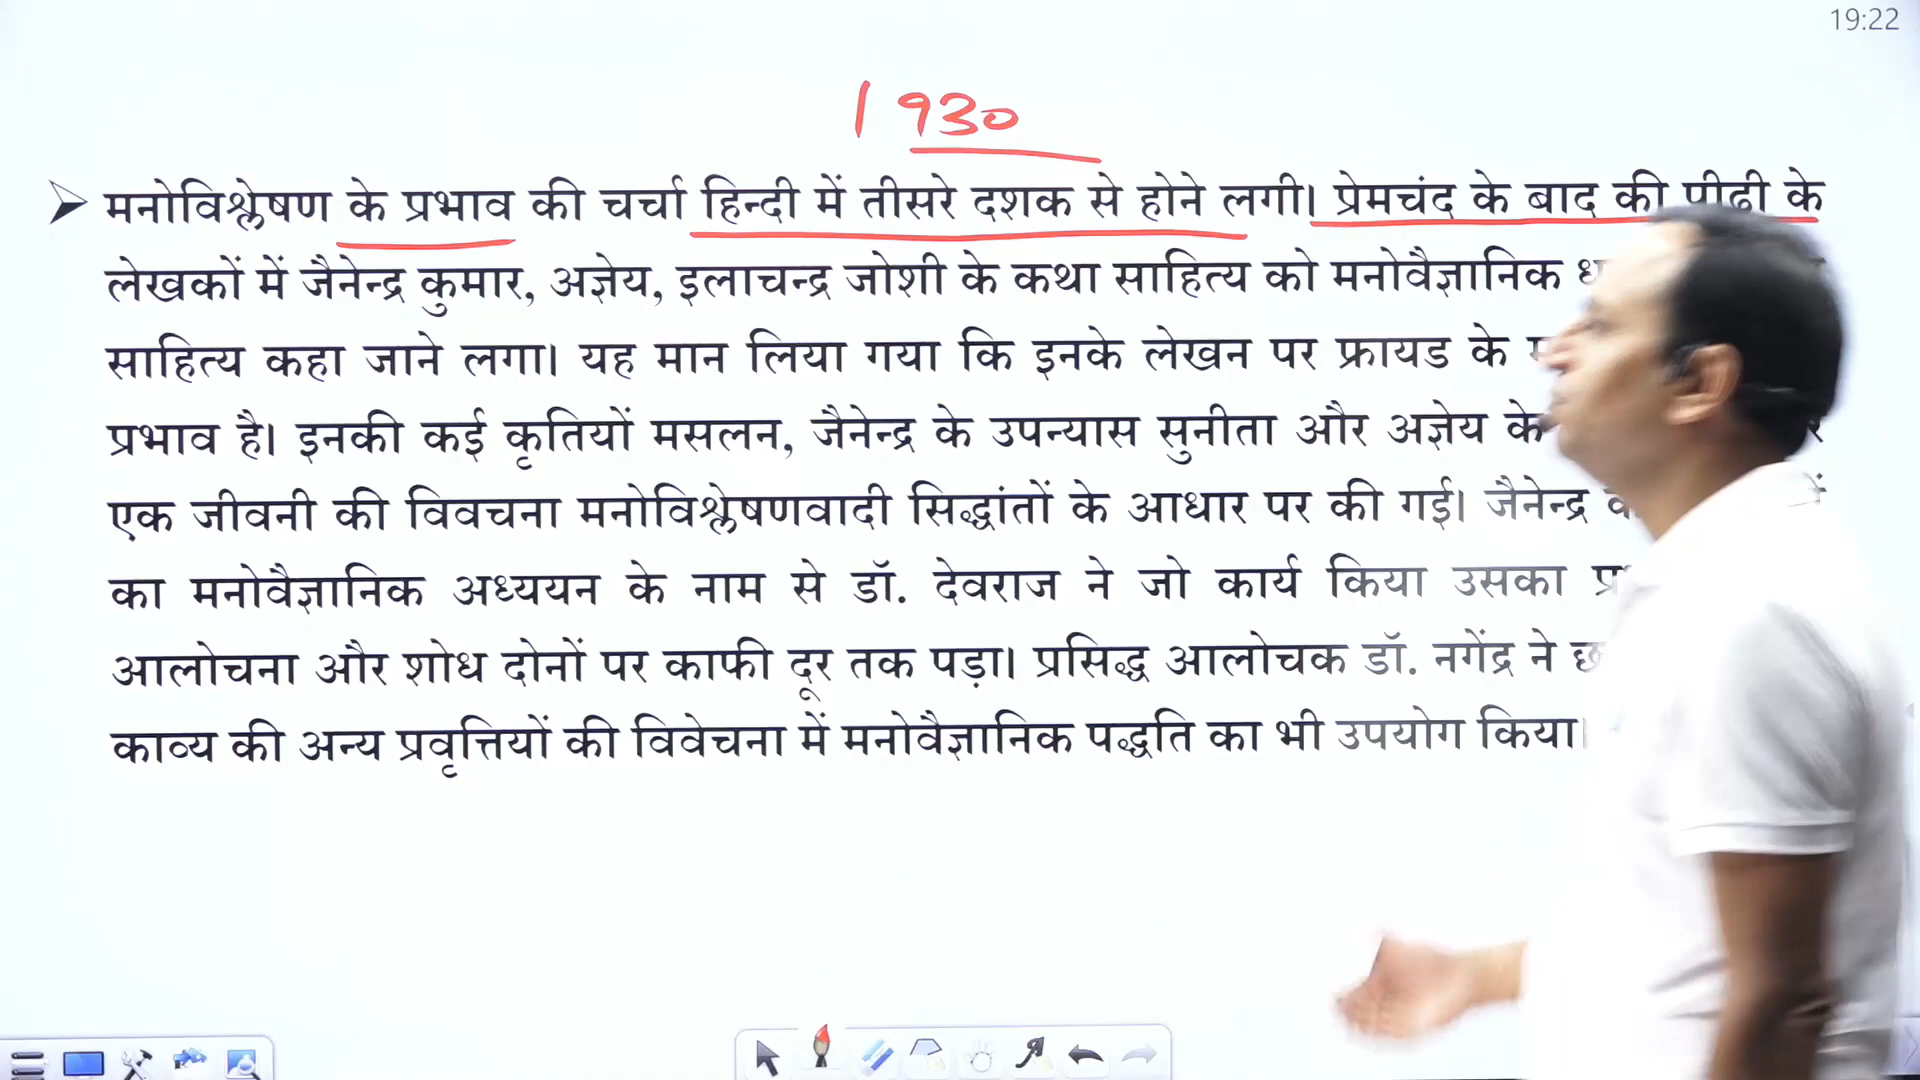 19:22
1930
मनोविश्लेषण के प्रभाव की चर्चा हिन्दी में तीसरे दशक से होने लगी। प्रेमचंद के बाद की पीढ़ी के
लेखकों में जैनेन्द्र कुमार, अज्ञेय, इलाचन्द्र जोशी के कथा साहित्य को मनोवैज्ञानिक
साहित्य कहा जाने लगा। यह मान लिया गया कि इनके लेखन पर फ्रायड के
प्रभाव है। इनकी कई कृतियों मसलन, जैनेन्द्र के उपन्यास सुनीता और अज्ञेय के
एक जीवनी की विवचना मनोविश्लेषणवादी सिद्धांतों के आधार पर की गई। जैनेन्द्र
का मनोवैज्ञानिक अध्ययन के नाम से डॉ. देवराज ने जो कार्य किया उसका
आलोचना और शोध दोनों पर काफी दूर तक पड़ा। प्रसिद्ध आलोचक डॉ. नगेंद्र ने
काव्य की अन्य प्रवृत्तियों की विवेचना में मनोवैज्ञानिक पद्धति का भी उपयोग किया।